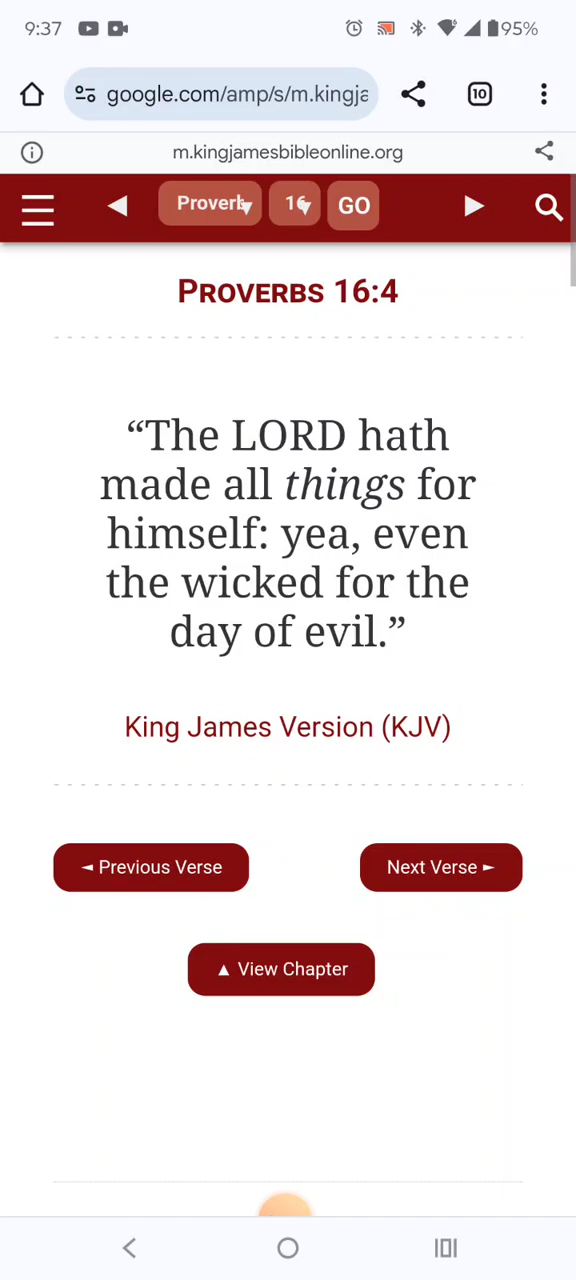 9:37 95%
google.com/amp/s/m.kingja 10
m.kingjamesbibleonline.org
Proverb 16 GO
PROVERBS 16:4
“The LORD hath
made all things for
himself: yea, even
the wicked for the
day of evil.”
King James Version (KJV)
◄ Previous Verse Next Verse ►
▲ View Chapter